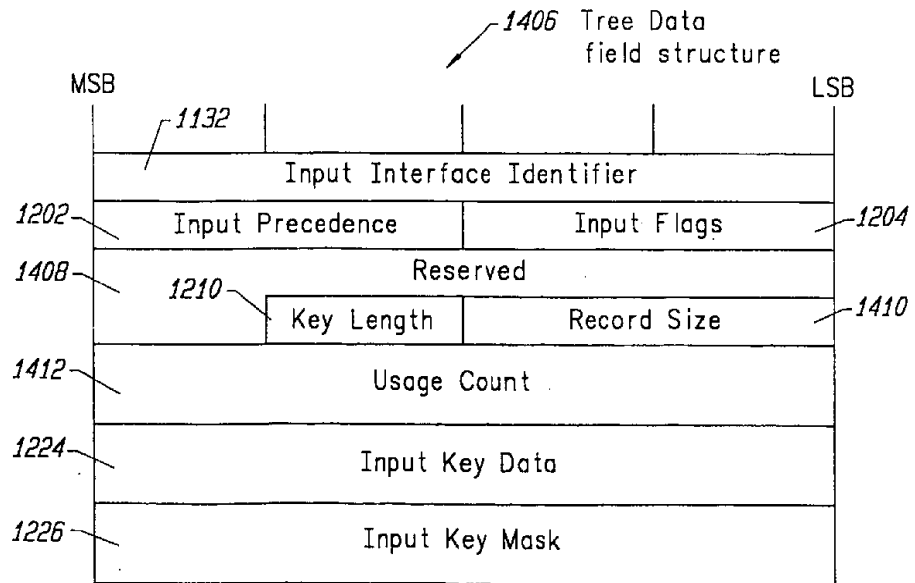 1406 Tree Data
field structure
MSB
LSB
1132
Input Interface Identifier
1202
Input Precedence
Input Flags
1204
1408
Reserved
1210
Key Length
Record Size
1410
1412
Usage Count
1224
Input Key Data
1226
Input Key Mask